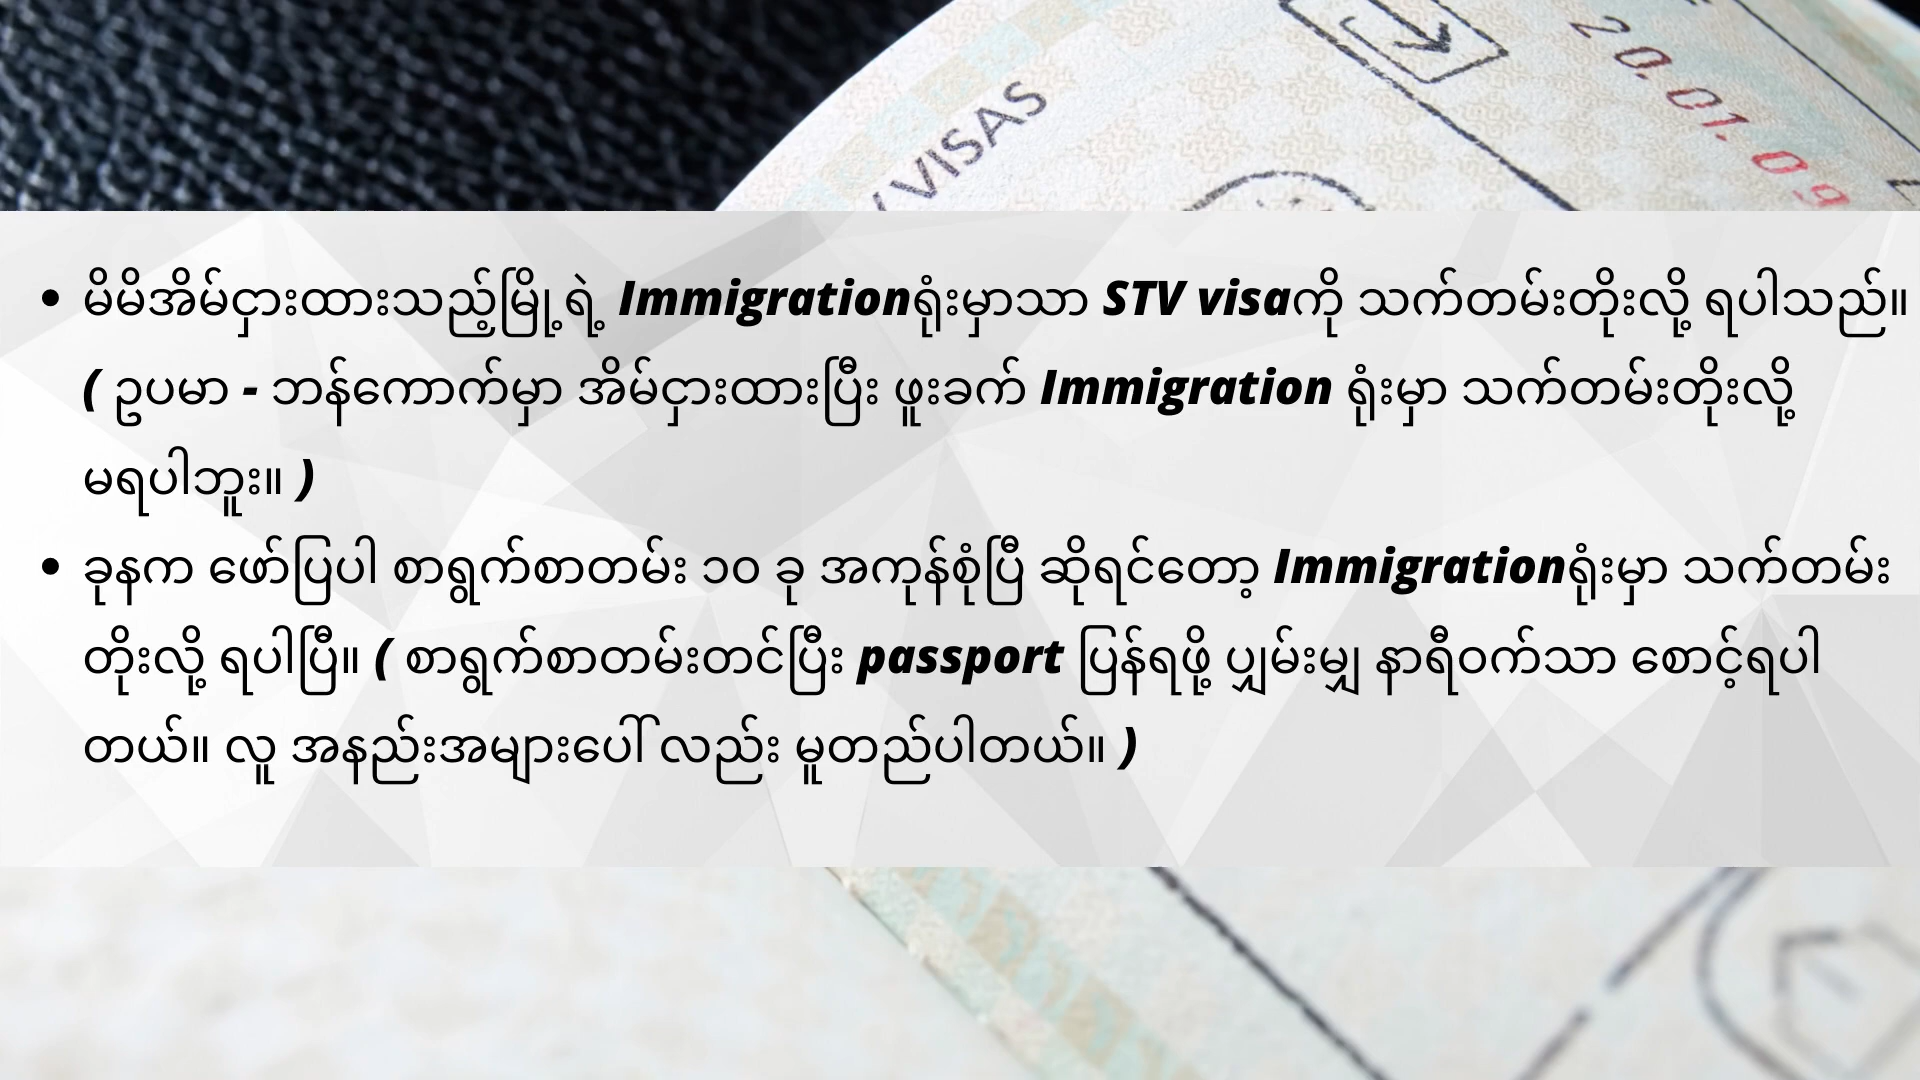 VISAS
20.01.09
• မိမိအိမ်ငှားထားသည့်မြို့ရဲ့ Immigrationရုံးမှာသာ STV visaကို သက်တမ်းတိုးလို့ ရပါသည်။
( ဥပမာ - ဘန်ကောက်မှာ အိမ်ငှားထားပြီး ဖူးခက် Immigration ရုံးမှာ သက်တမ်းတိုးလို့
မရပါဘူး။ )
• ခုနက ဖော်ပြပါ စာရွက်စာတမ်း ၁၀ ခု အကုန်စုံပြီ ဆိုရင်တော့ Immigrationရုံးမှာ သက်တမ်း
တိုးလို့ ရပါပြီ။ ( စာရွက်စာတမ်းတင်ပြီး passport ပြန်ရဖို့ ပျှမ်းမျှ နာရီဝက်သာ စောင့်ရပါ
တယ်။ လူ အနည်းအများပေါ် လည်း မူတည်ပါတယ်။ )